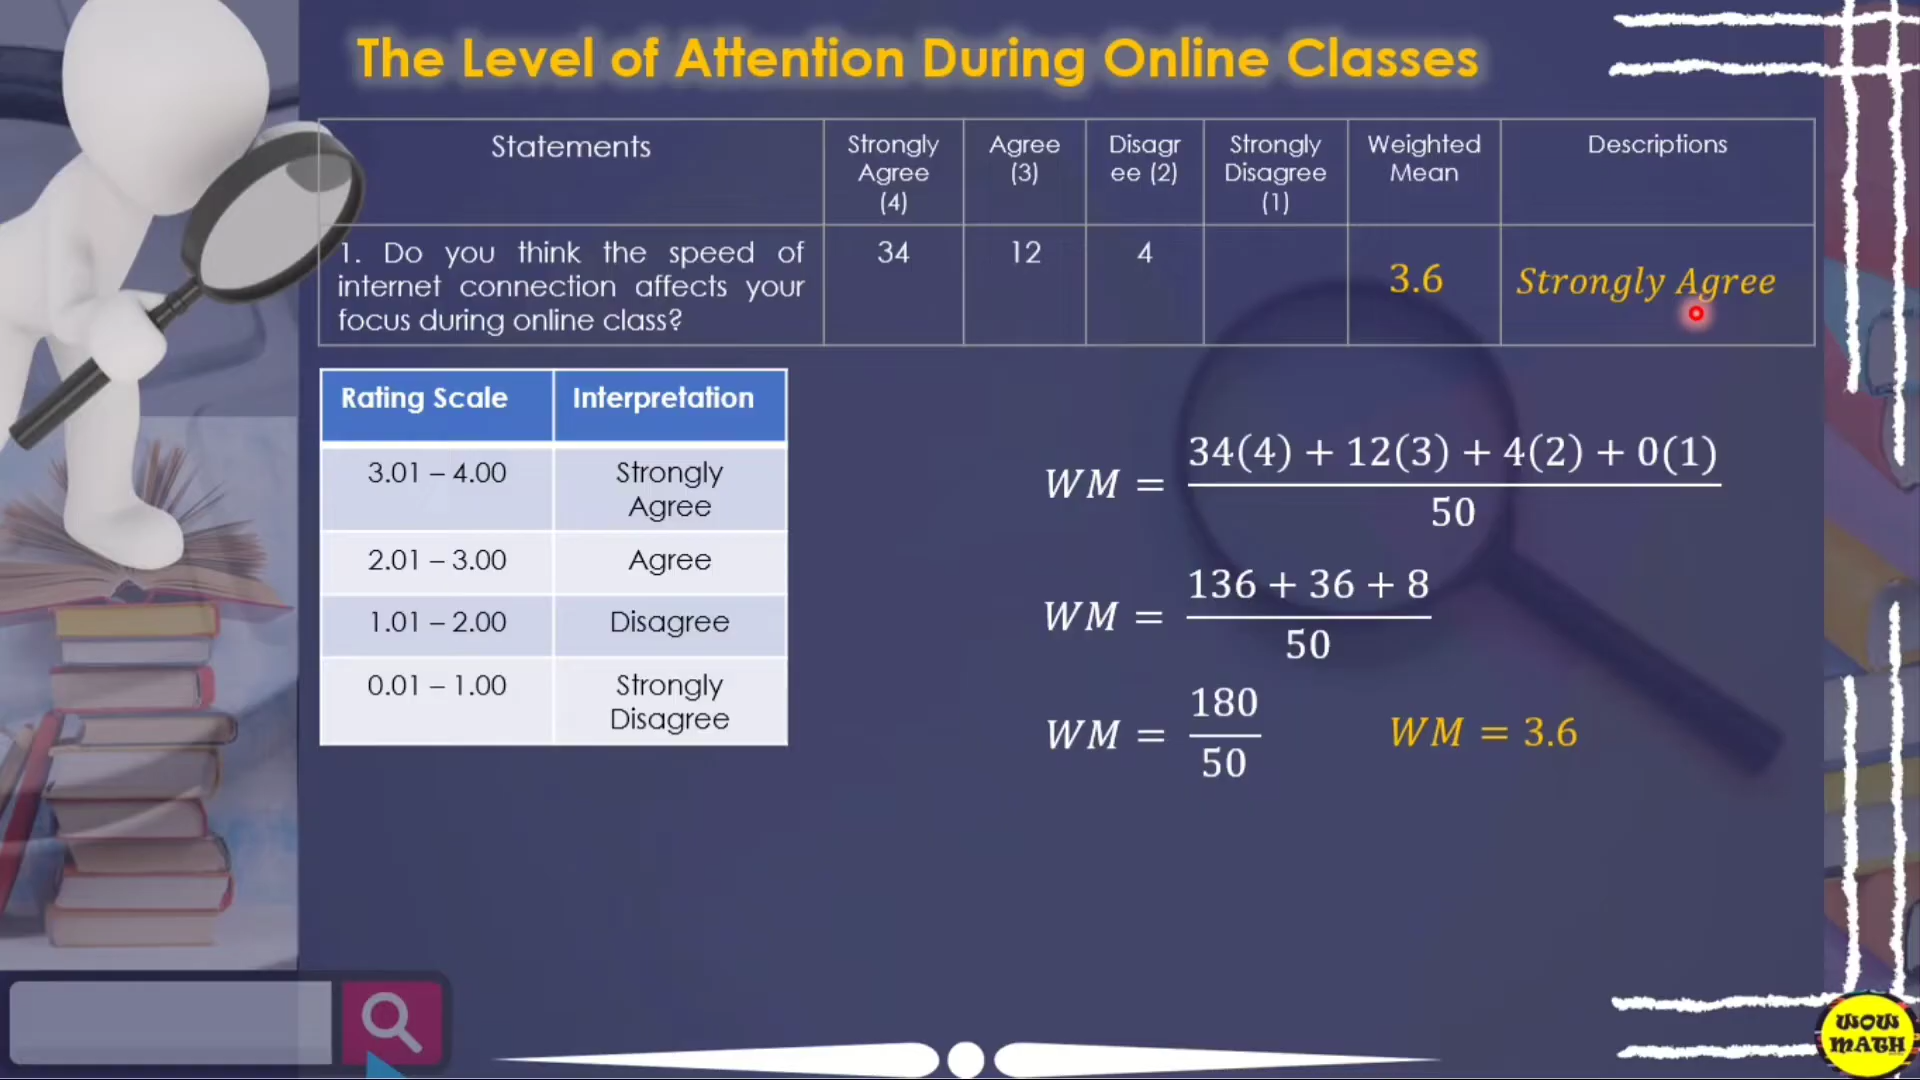 The Level of Attention During Online Classes
Statements
Strongly
Agree
(4)
Agree
(3)
Disagr
ee (2)
Strongly
Disagree
(1)
Weighted
Mean
Descriptions
1. Do you think the speed of
internet connection affects your
focus during online class?
34
12
4
3.6
Strongly Agree
Rating Scale
Interpretation
3.01 – 4.00
Strongly
Agree
2.01 – 3.00
Agree
1.01 – 2.00
Disagree
0.01 – 1.00
Strongly
Disagree
WM = 34(4) + 12(3) + 4(2) + 0(1)
50
WM = 136 + 36 + 8
50
WM = 180
50
WM = 3.6
WOW
MATH